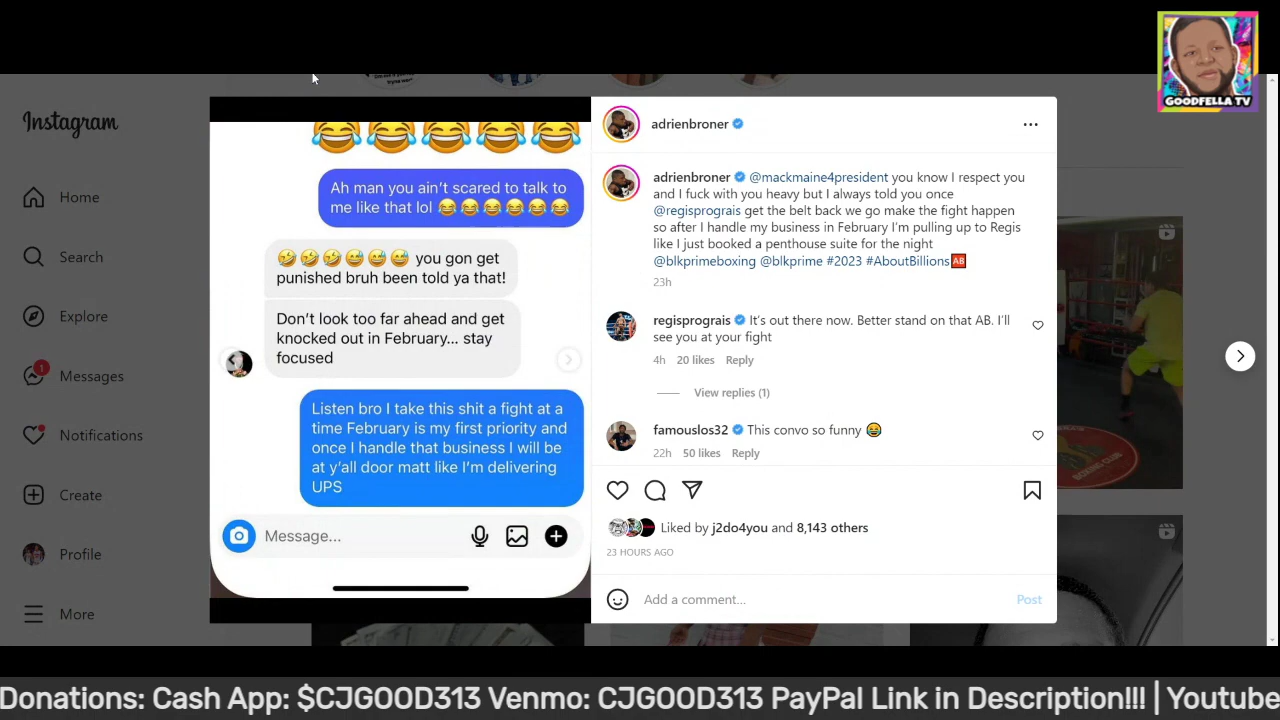 GOODFELLA TV
Instagram
Home
Search
Explore
1
Messages
Notifications
Create
Profile
More
😂😂😂😂😂
Ah man you ain't scared to talk to
me like that lol 😂😂😂😂😂😂
🤣🤣🤣😅😅😅 you gon get
punished bruh been told ya that!
Don't look too far ahead and get
knocked out in February... stay
focused
Listen bro I take this shit a fight at a
time February is my first priority and
once I handle that business I will be
at y'all door matt like I'm delivering
UPS
Message...
adrienbroner
adrienbroner @mackmaine4president you know I respect you
and I fuck with you heavy but I always told you once
@regisprograis get the belt back we go make the fight happen
so after I handle my business in February I'm pulling up to Regis
like I just booked a penthouse suite for the night
@blkprimeboxing @blkprime #2023 #AboutBillions🆎
23h
regisprograis It's out there now. Better stand on that AB. I'll
see you at your fight
4h 20 likes Reply
View replies (1)
famouslos32 This convo so funny 😂
22h 50 likes Reply
Liked by j2do4you and 8,143 others
23 HOURS AGO
Add a comment...
Post
Donations: Cash App: $CJGOOD313 Venmo: CJGOOD313 PayPal Link in Description!!! | Youtube